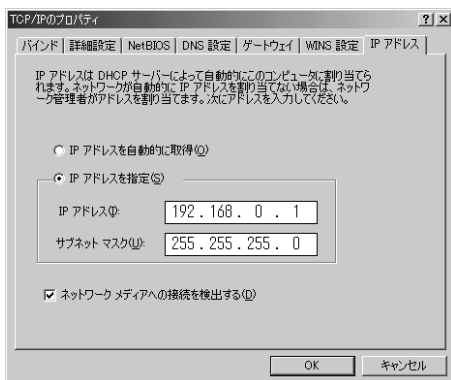 TCP/IPのプロパティ
バインド 詳細設定 NetBIOS DNS 設定 ゲートウェイ WINS 設定 IP アドレス
IP アドレスは DHCP サーバーによって自動的にこのコンピュータに割り当てら
れます。ネットワークが自動的に IP アドレスを割り当てない場合は、ネットワ
ーク管理者がアドレスを割り当てます。次にアドレスを入力してください。
IP アドレスを自動的に取得(O)
IP アドレスを指定(S)
IP アドレス(I): 192.168.0.1
サブネット マスク(U): 255.255.255.0
ネットワーク メディアへの接続を検出する(D)
OK キャンセル